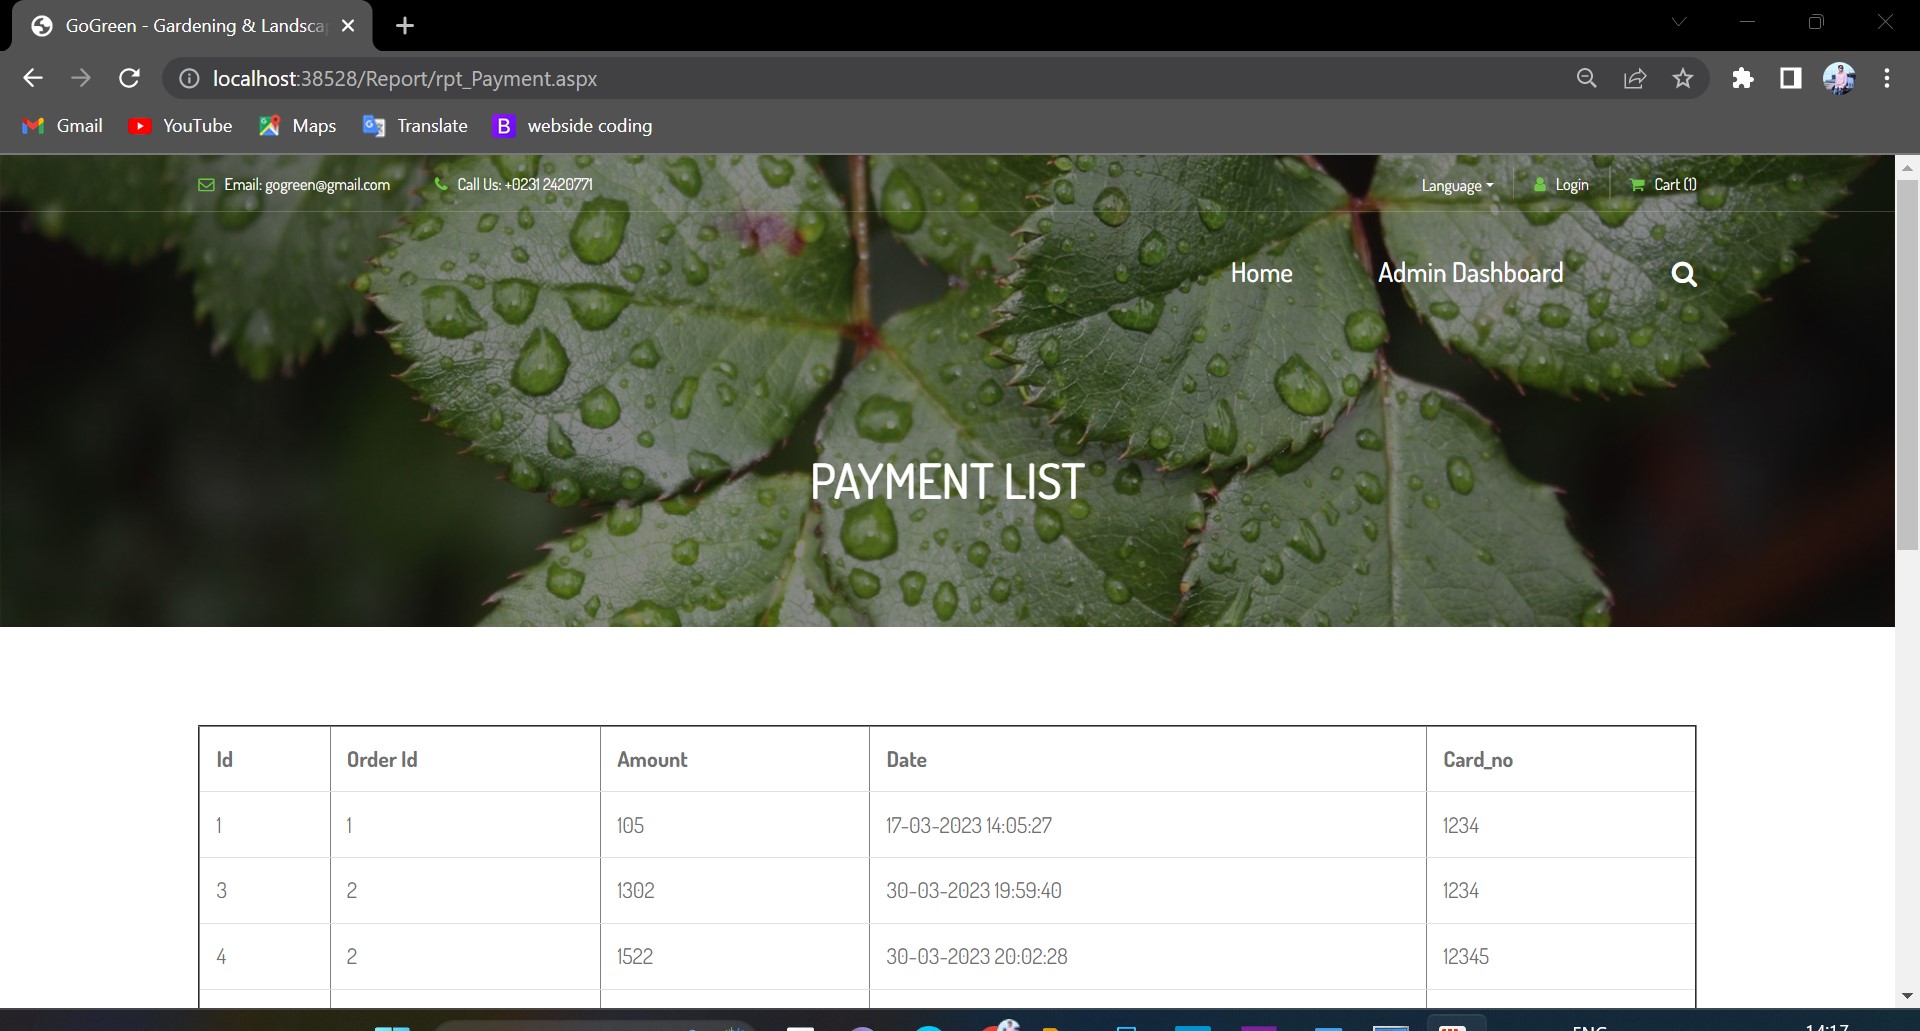 GoGreen - Gardening & Landsca
localhost:38528/Report/rpt_Payment.aspx
Gmail YouTube Maps Translate B webside coding
Email: gogreen@gmail.com Call Us: +0231 2420771 Language Login Cart (1)
Home Admin Dashboard
PAYMENT LIST
Id Order Id Amount Date Card_no
1 1 105 17-03-2023 14:05:27 1234
3 2 1302 30-03-2023 19:59:40 1234
4 2 1522 30-03-2023 20:02:28 12345
ENG 14:17